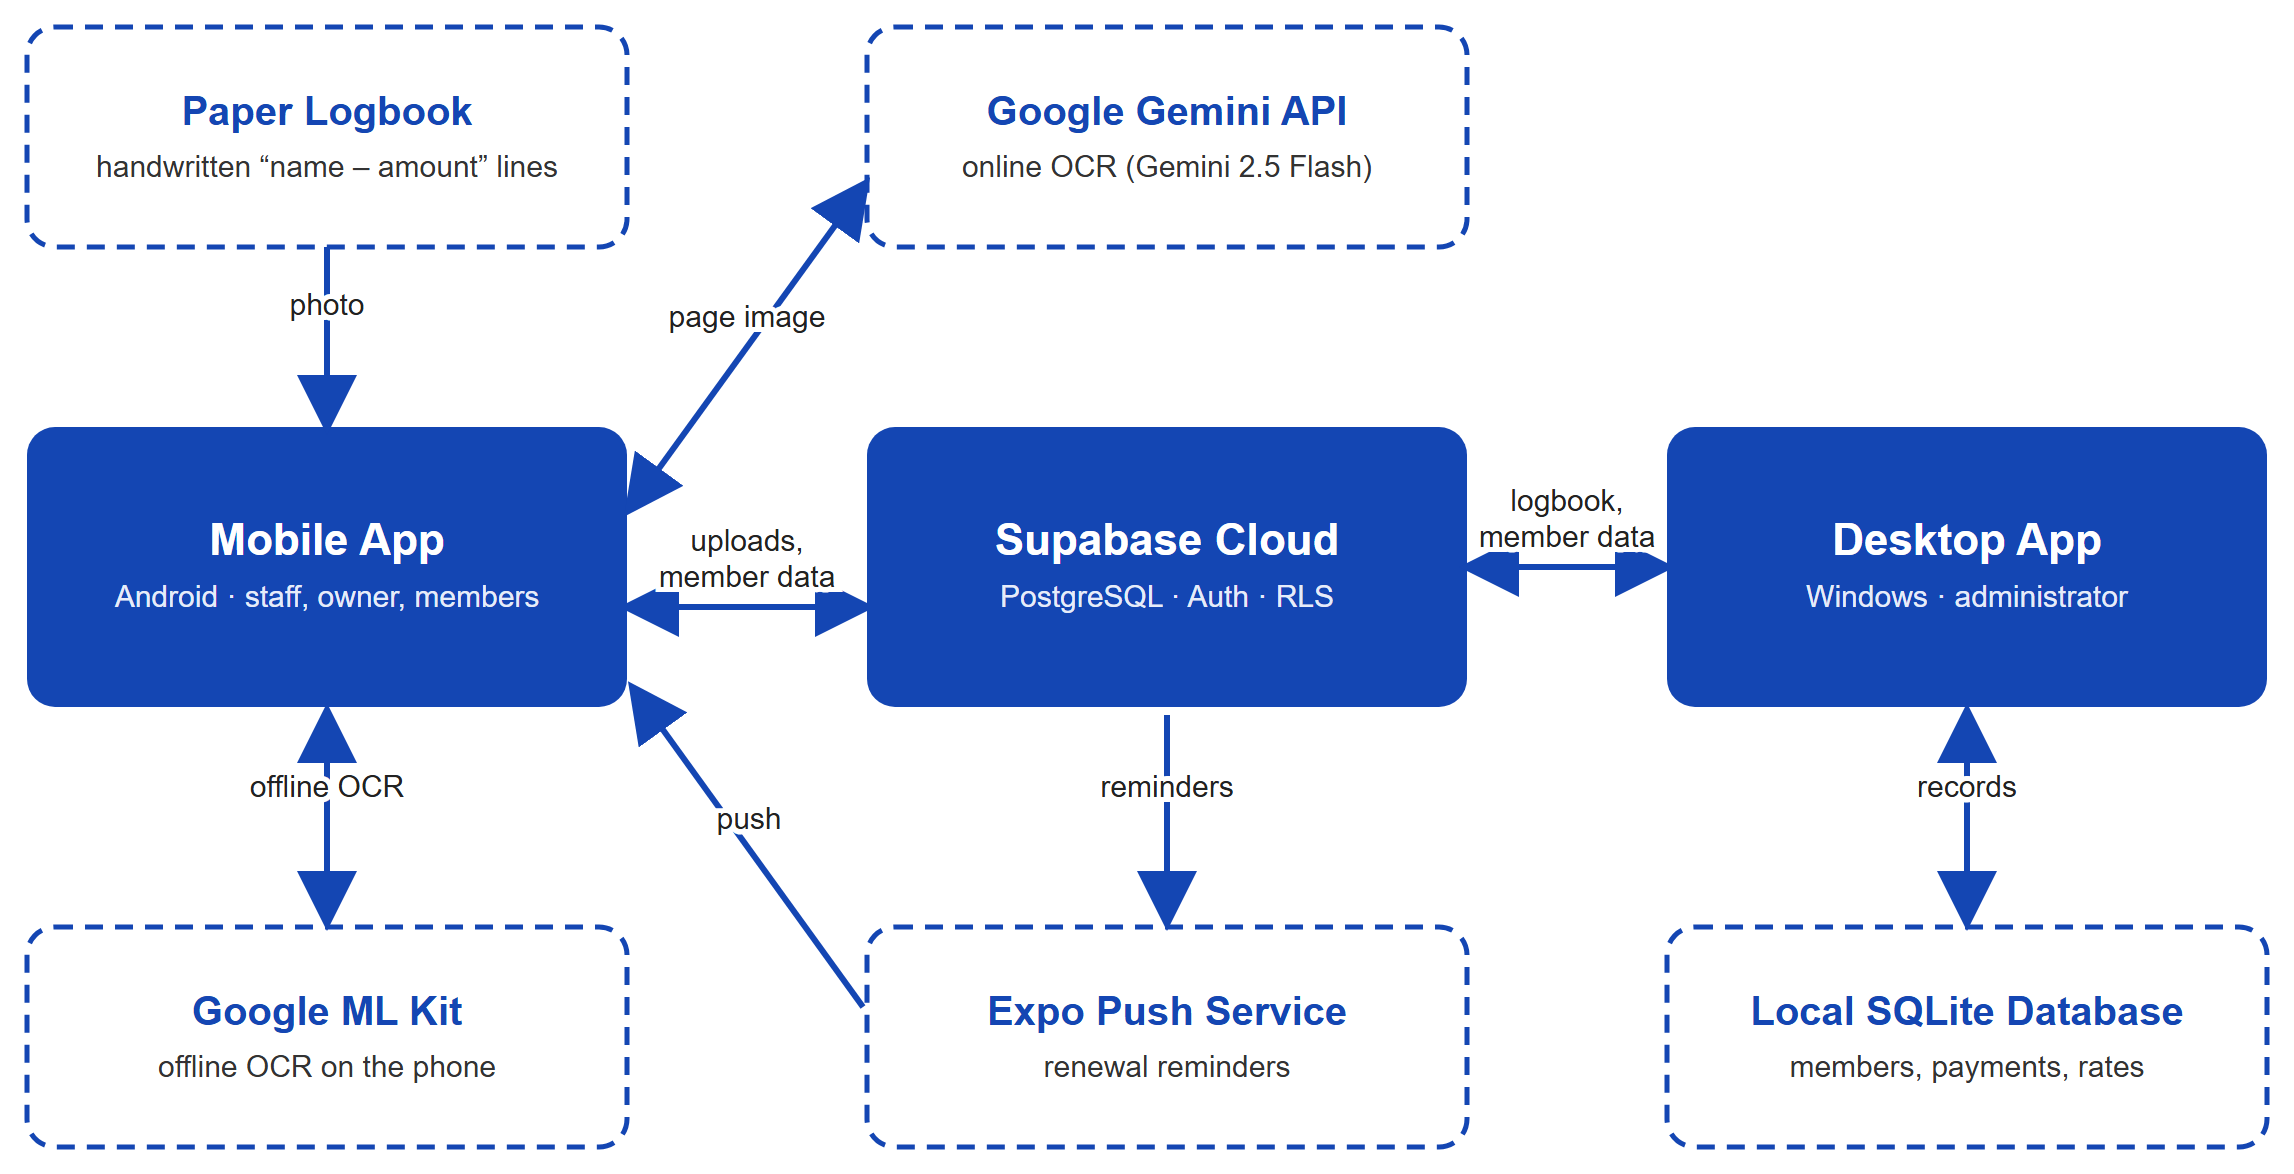 Paper Logbook
handwritten “name – amount” lines
Google Gemini API
online OCR (Gemini 2.5 Flash)
photo
page image
Mobile App
Android · staff, owner, members
uploads,
member data
Supabase Cloud
PostgreSQL · Auth · RLS
logbook,
member data
Desktop App
Windows · administrator
offline OCR
push
reminders
records
Google ML Kit
offline OCR on the phone
Expo Push Service
renewal reminders
Local SQLite Database
members, payments, rates